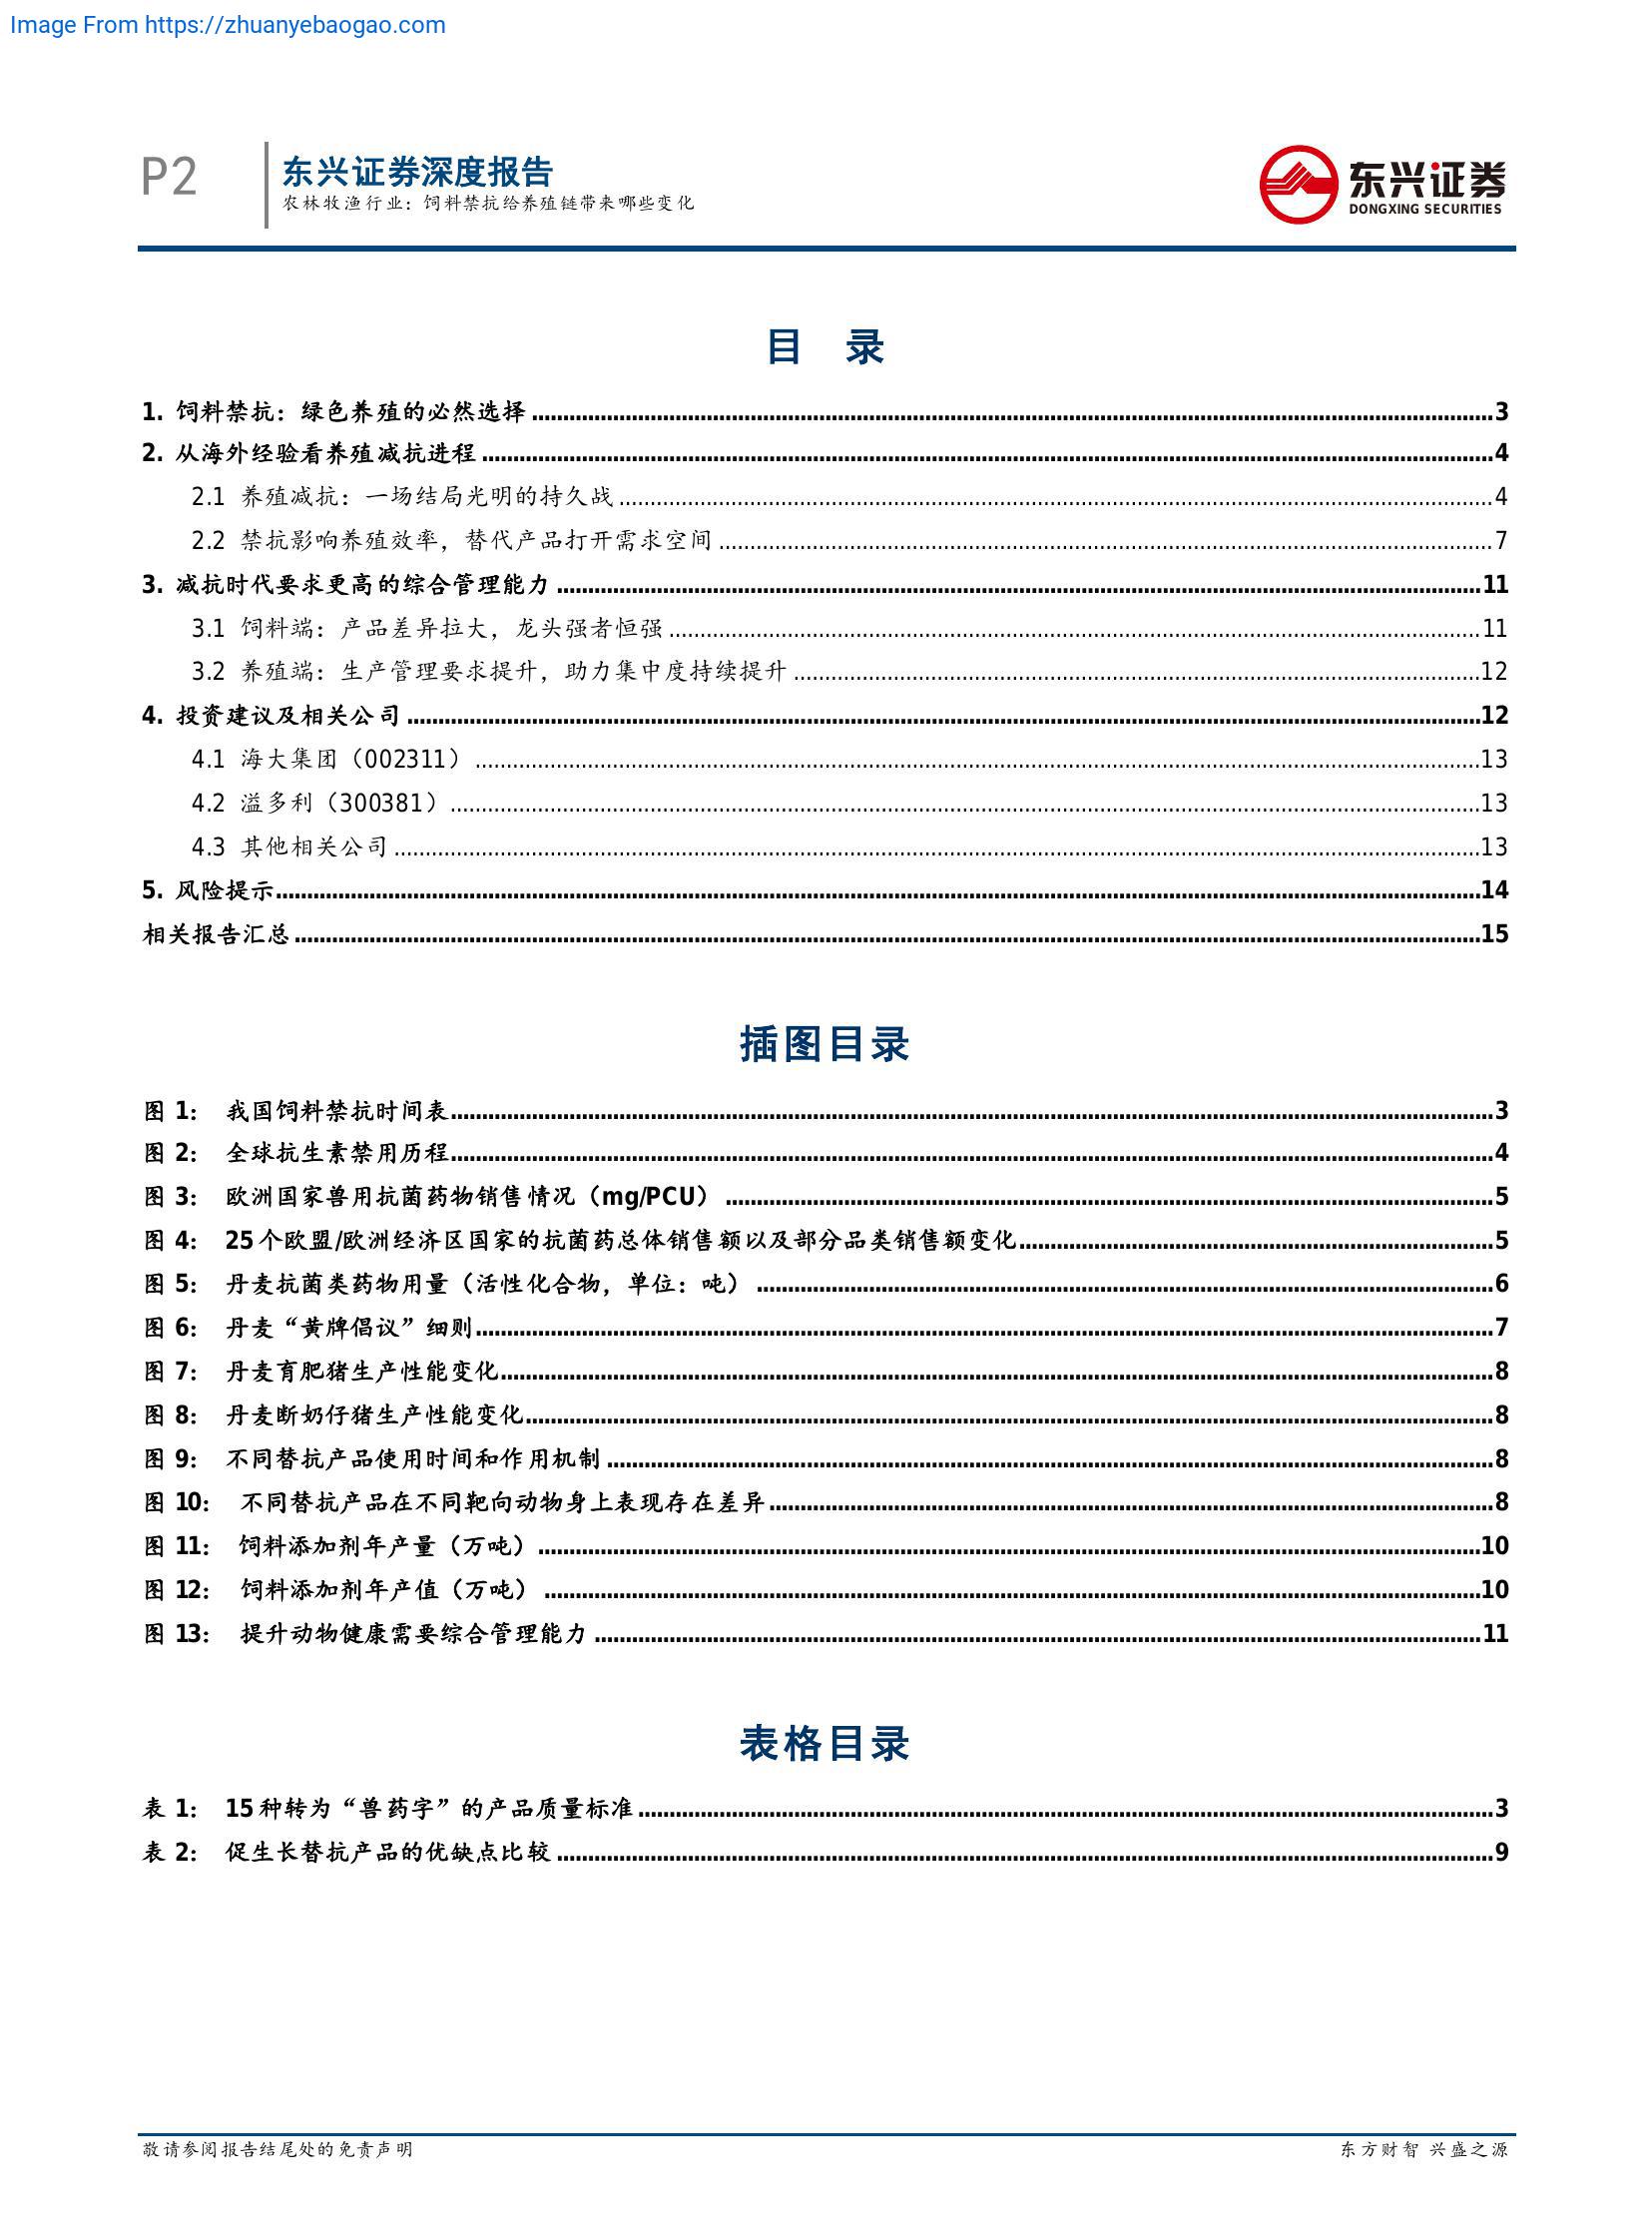 Image From https://zhuanyebaogao.com
P2
东兴证券深度报告
农林牧渔行业：饲料禁抗给养殖链带来哪些变化
东兴证券
DONGXING SECURITIES
目 录
1. 饲料禁抗：绿色养殖的必然选择 3
2. 从海外经验看养殖减抗进程 4
2.1 养殖减抗：一场结局光明的持久战 4
2.2 禁抗影响养殖效率，替代产品打开需求空间 7
3. 减抗时代要求更高的综合管理能力 11
3.1 饲料端：产品差异拉大，龙头强者恒强 11
3.2 养殖端：生产管理要求提升，助力集中度持续提升 12
4. 投资建议及相关公司 12
4.1 海大集团（002311） 13
4.2 溢多利（300381） 13
4.3 其他相关公司 13
5. 风险提示 14
相关报告汇总 15
插图目录
图 1： 我国饲料禁抗时间表 3
图 2： 全球抗生素禁用历程 4
图 3： 欧洲国家兽用抗菌药物销售情况（mg/PCU） 5
图 4： 25 个欧盟/欧洲经济区国家的抗菌药总体销售额以及部分品类销售额变化 5
图 5： 丹麦抗菌类药物用量（活性化合物，单位：吨） 6
图 6： 丹麦“黄牌倡议”细则 7
图 7： 丹麦育肥猪生产性能变化 8
图 8： 丹麦断奶仔猪生产性能变化 8
图 9： 不同替抗产品使用时间和作用机制 8
图 10： 不同替抗产品在不同靶向动物身上表现存在差异 8
图 11： 饲料添加剂年产量（万吨） 10
图 12： 饲料添加剂年产值（万吨） 10
图 13： 提升动物健康需要综合管理能力 11
表格目录
表 1： 15 种转为“兽药字”的产品质量标准 3
表 2： 促生长替抗产品的优缺点比较 9
敬请参阅报告结尾处的免责声明
东方财智 兴盛之源